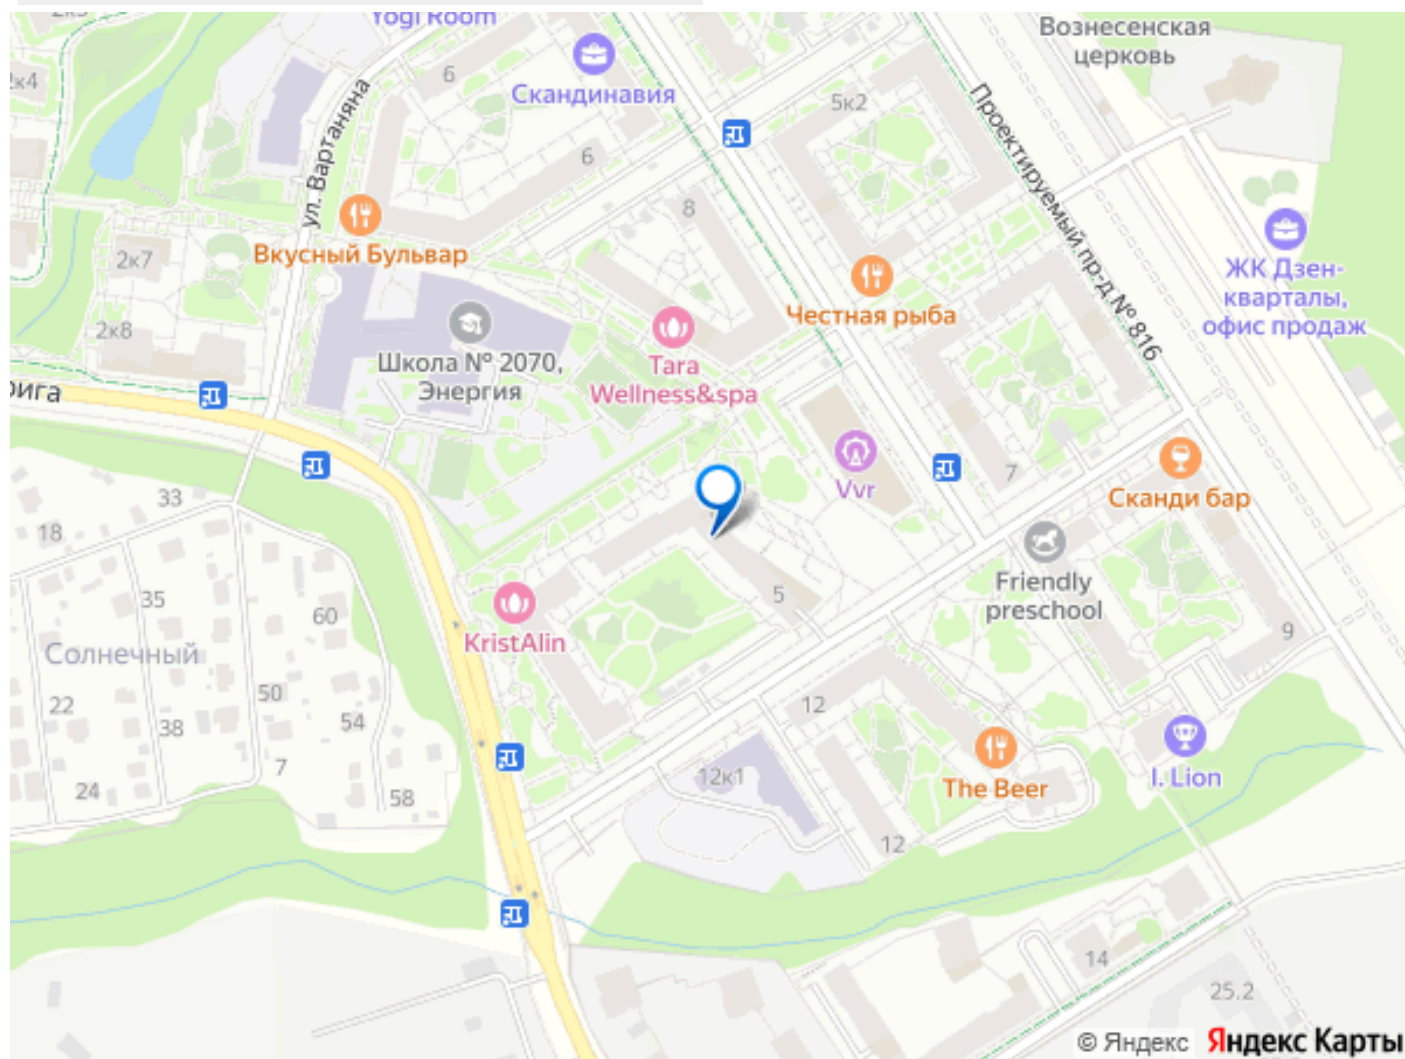 Yogi Room
Вознесенская
церковь
2к4
6
Скандинавия
5к2
Проектируемый пр-д № 816
ул. Вартаняна
6
8
Вкусный Бульвар
2к7
ЖК Дзен-
кварталы,
офис продаж
Честная рыба
2к8
Школа № 2070,
Энергия
Tara
Wellness&spa
рига
7
Vvr
Сканди бар
33
18
Friendly
preschool
35
60
5
9
KristAlin
Солнечный
22
50
54
38
12
12к1
I. Lion
The Beer
7
24
58
12
14
25.2
© Яндекс Яндекс Карты